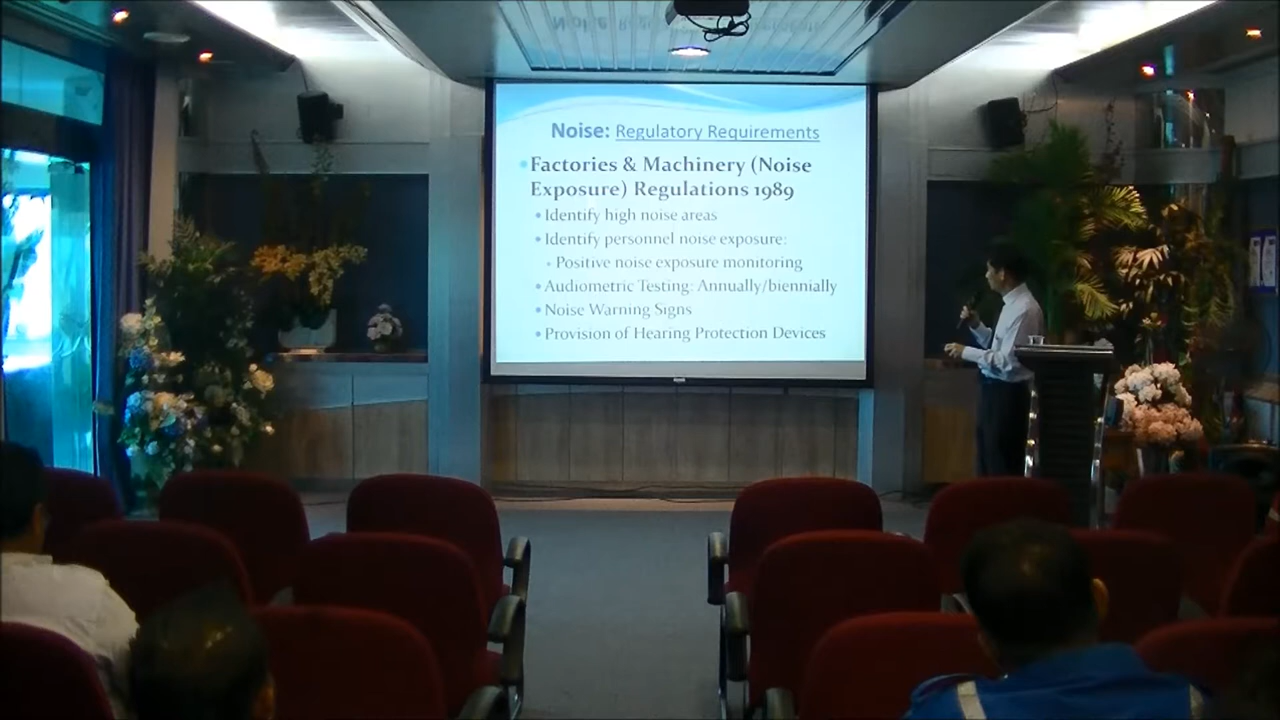 Noise: Regulatory Requirements
• Factories & Machinery (Noise
Exposure) Regulations 1989
• Identify high noise areas
• Identify personnel noise exposure:
• Positive noise exposure monitoring
• Audiometric Testing: Annually/biennially
• Noise Warning Signs
• Provision of Hearing Protection Devices